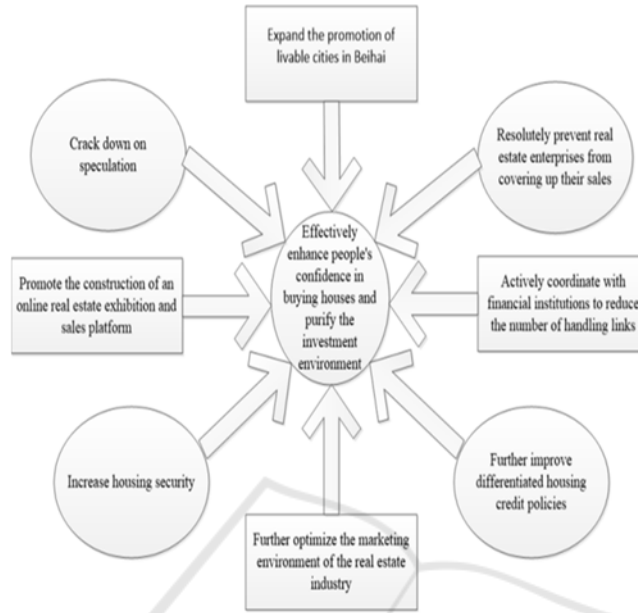 Expand the promotion of
livable cities in Beihai
Crack down on
speculation
Resolutely prevent real
estate enterprises from
covering up their sales
Effectively
enhance people's
confidence in
buying houses and
purify the
investment
environment
Promote the construction of an
online real estate exhibition and
sales platform
Actively coordinate with
financial institutions to reduce
the number of handling links
Increase housing security
Further improve
differentiated housing
credit policies
Further optimize the marketing
environment of the real estate
industry